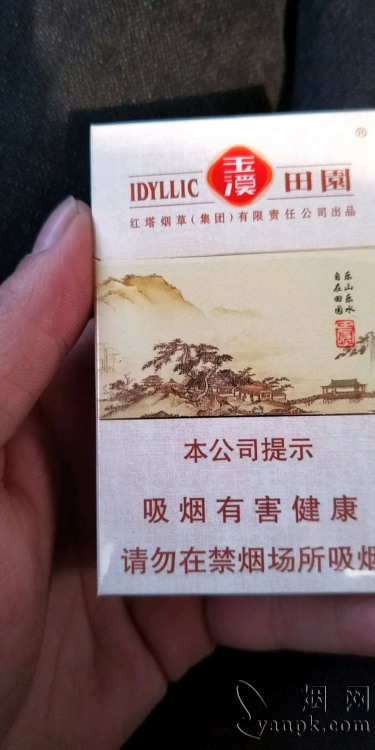 ®
玉溪
IDYLLIC 田園
红塔烟草(集团)有限责任公司出品
乐山乐水
自在田园
本公司提示
吸烟有害健康
请勿在禁烟场所吸烟
烟网
yanpk.com